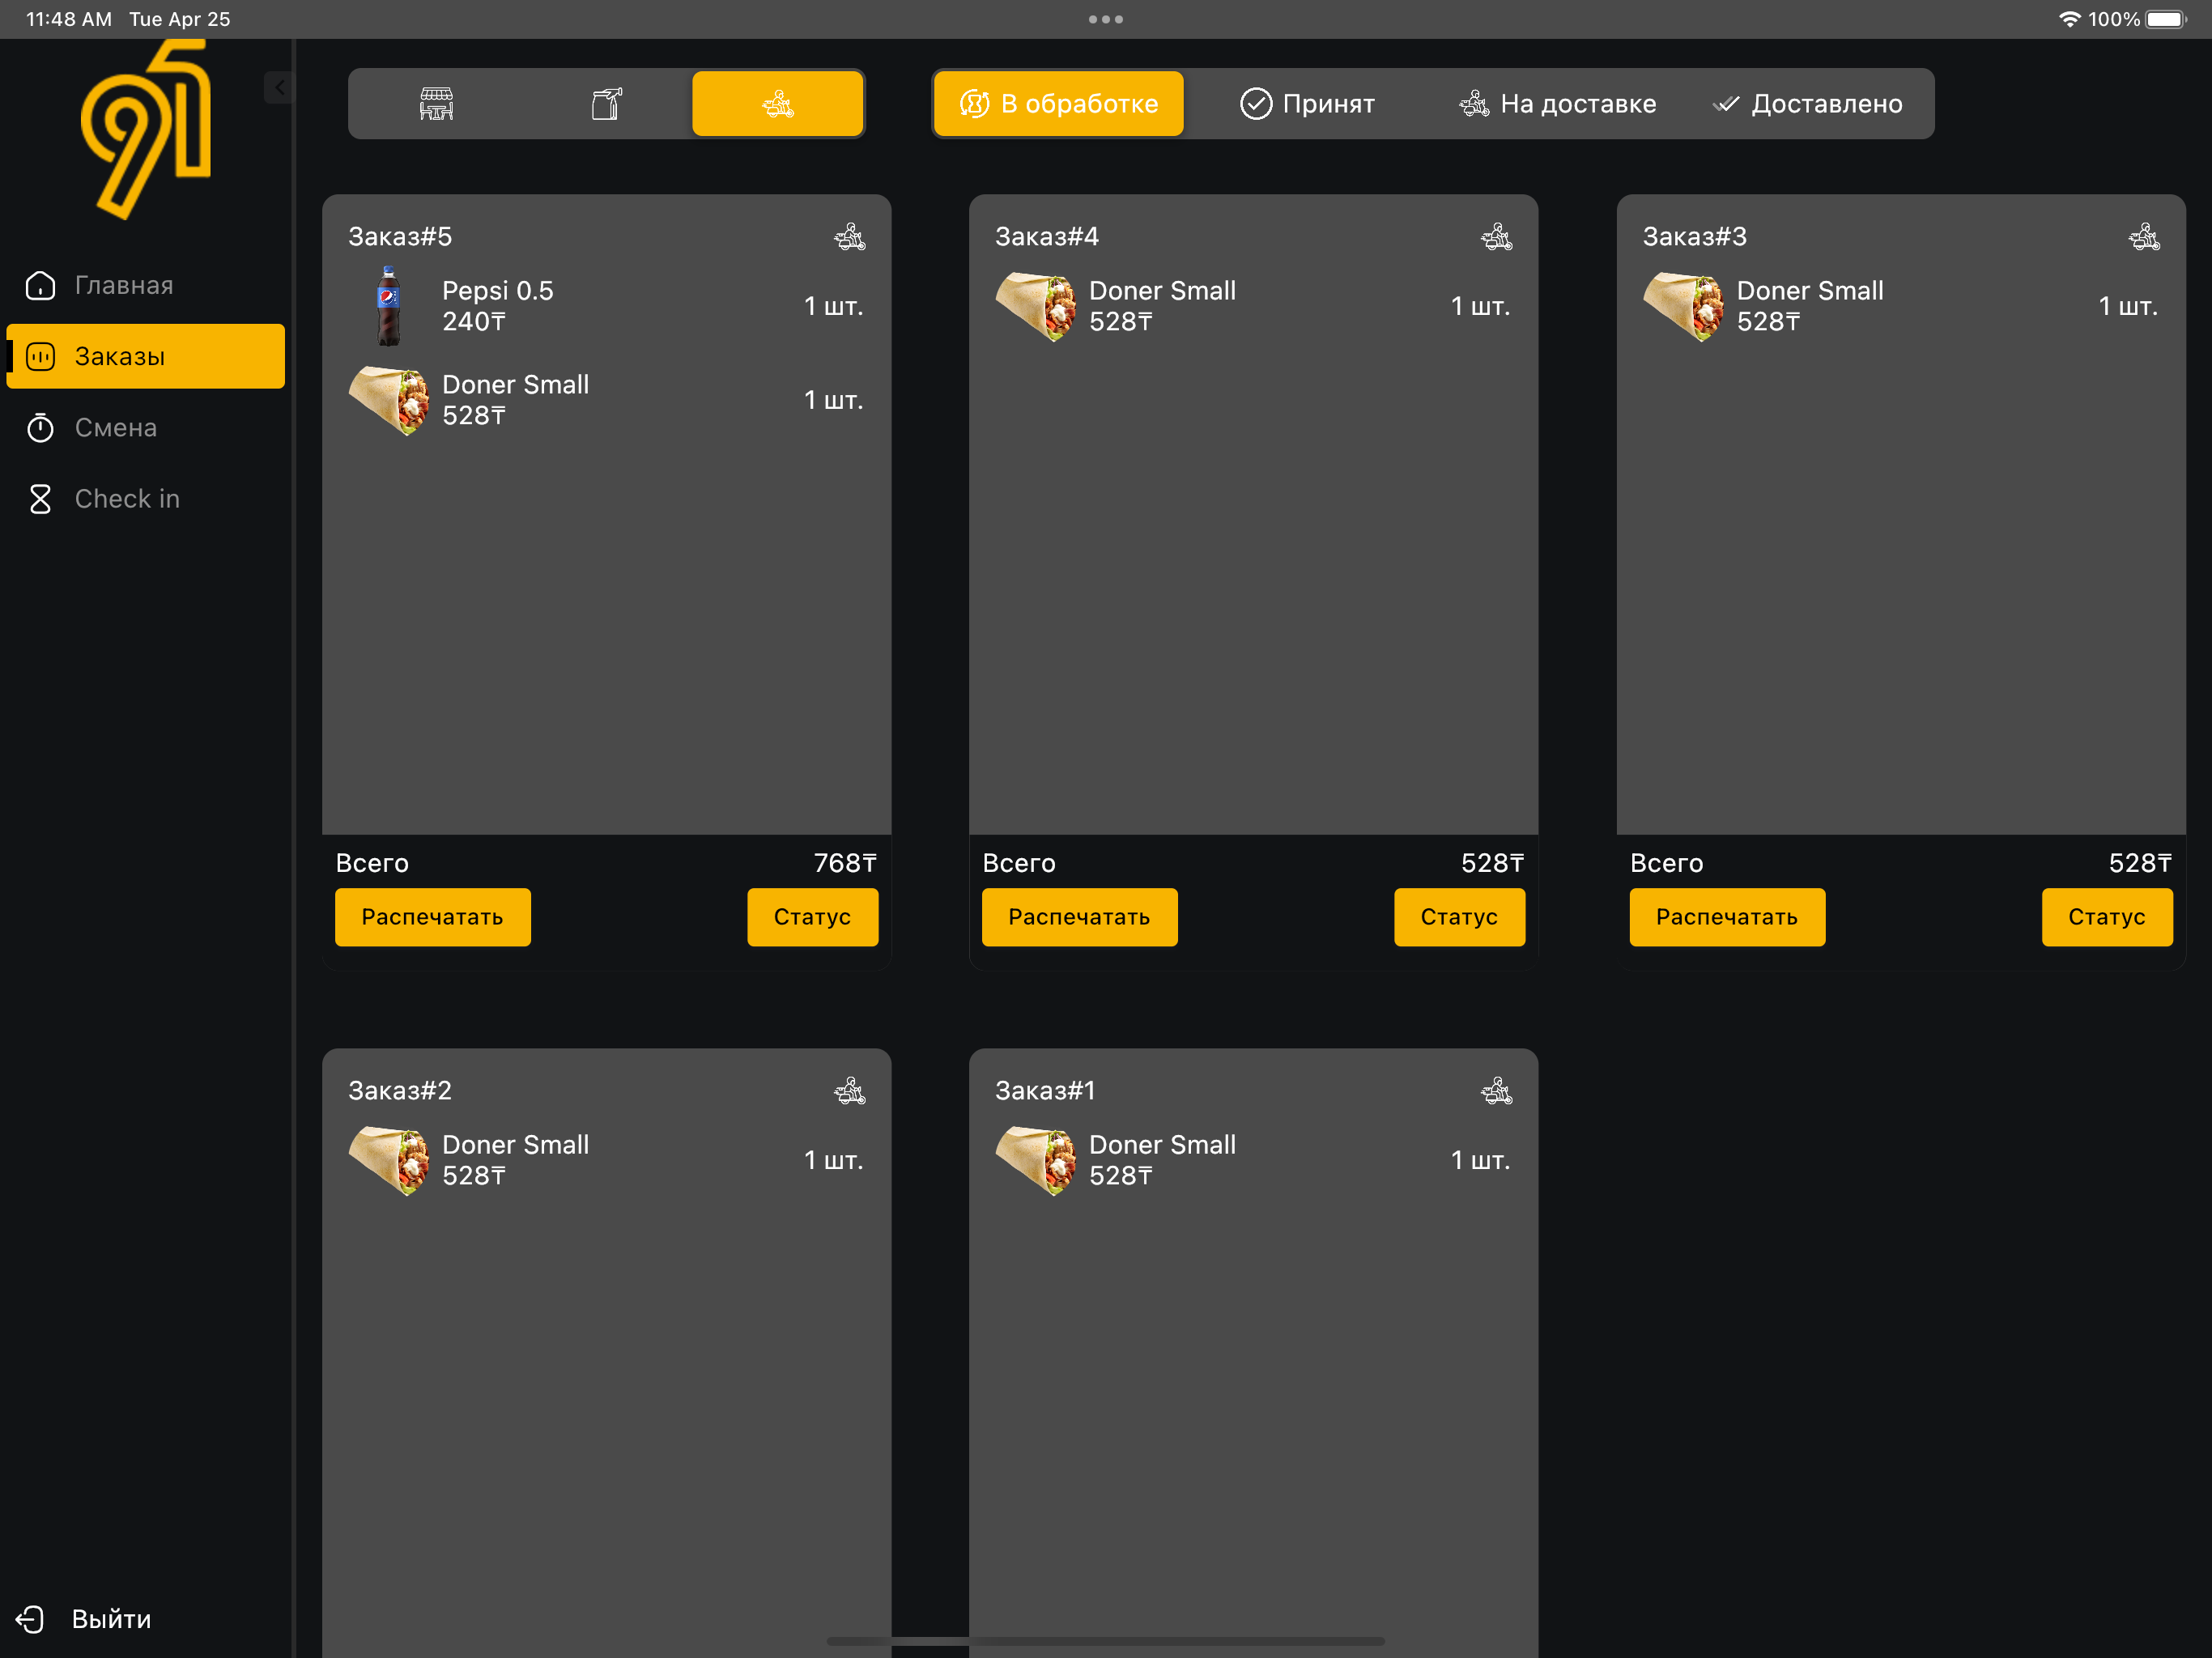 11:48 AM Tue Apr 25
100%
Главная
Заказы
Смена
Check in
Выйти
В обработке
Принят
На доставке
Доставлено
Заказ#5
Pepsi 0.5
240₸
1 шт.
Doner Small
528₸
1 шт.
Всего 768₸
Распечатать Статус
Заказ#4
Doner Small
528₸
1 шт.
Всего 528₸
Распечатать Статус
Заказ#3
Doner Small
528₸
1 шт.
Всего 528₸
Распечатать Статус
Заказ#2
Doner Small
528₸
1 шт.
Заказ#1
Doner Small
528₸
1 шт.